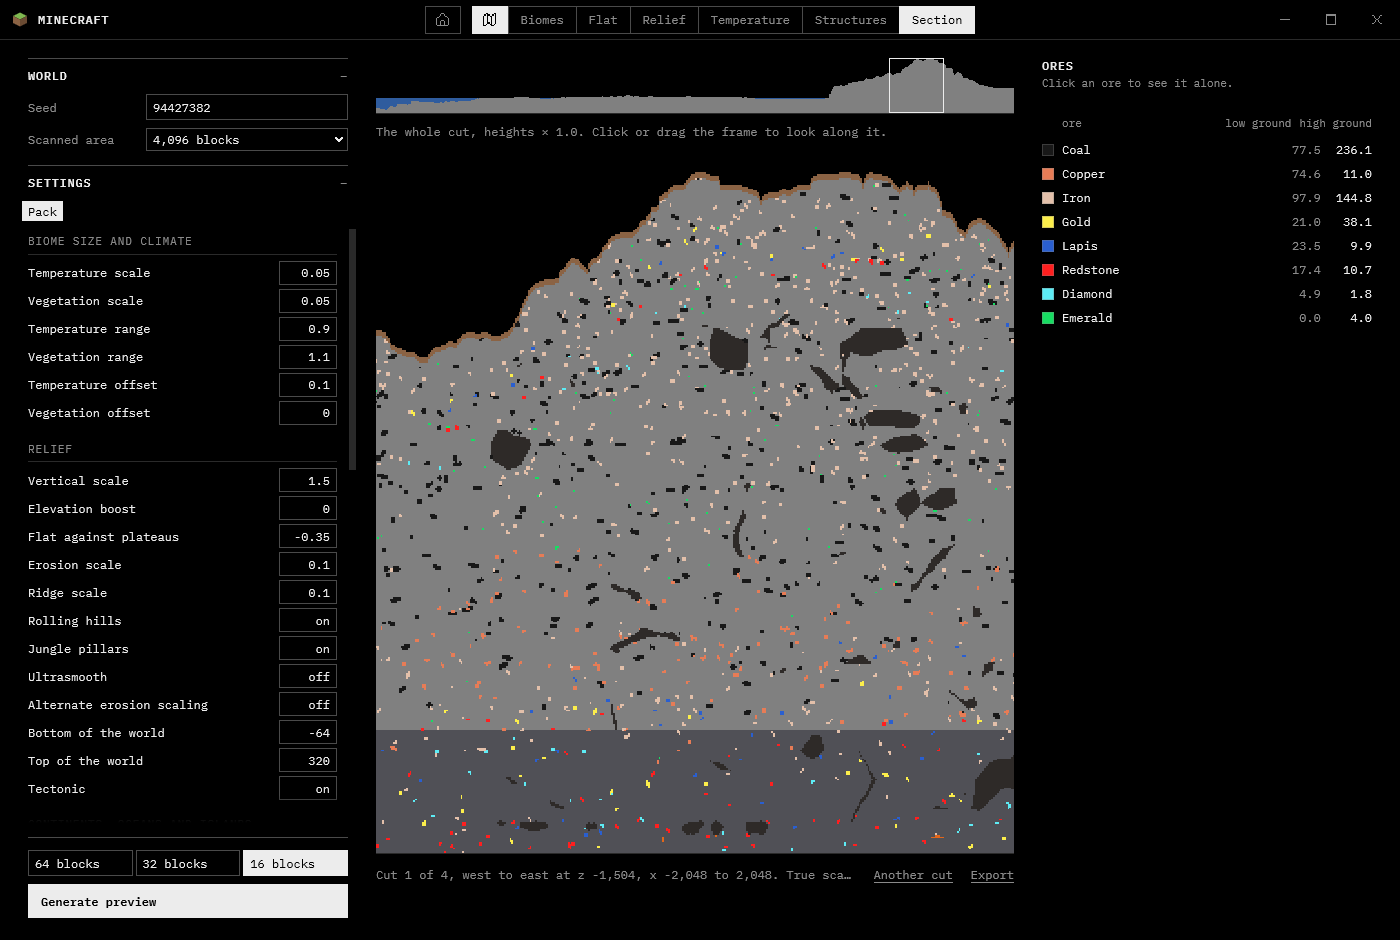 MINECRAFT
Biomes
Flat
Relief
Temperature
Structures
Section
WORLD
Seed
94427382
Scanned area
4,096 blocks
SETTINGS
Pack
BIOME SIZE AND CLIMATE
Temperature scale 0.05
Vegetation scale 0.05
Temperature range 0.9
Vegetation range 1.1
Temperature offset 0.1
Vegetation offset 0
RELIEF
Vertical scale 1.5
Elevation boost 0
Flat against plateaus -0.35
Erosion scale 0.1
Ridge scale 0.1
Rolling hills on
Jungle pillars on
Ultrasmooth off
Alternate erosion scaling off
Bottom of the world -64
Top of the world 320
Tectonic on
64 blocks
32 blocks
16 blocks
Generate preview
The whole cut, heights × 1.0. Click or drag the frame to look along it.
Cut 1 of 4, west to east at z -1,504, x -2,048 to 2,048. True sca…
Another cut
Export
ORES
Click an ore to see it alone.
ore low ground high ground
Coal 77.5 236.1
Copper 74.6 11.0
Iron 97.9 144.8
Gold 21.0 38.1
Lapis 23.5 9.9
Redstone 17.4 10.7
Diamond 4.9 1.8
Emerald 0.0 4.0